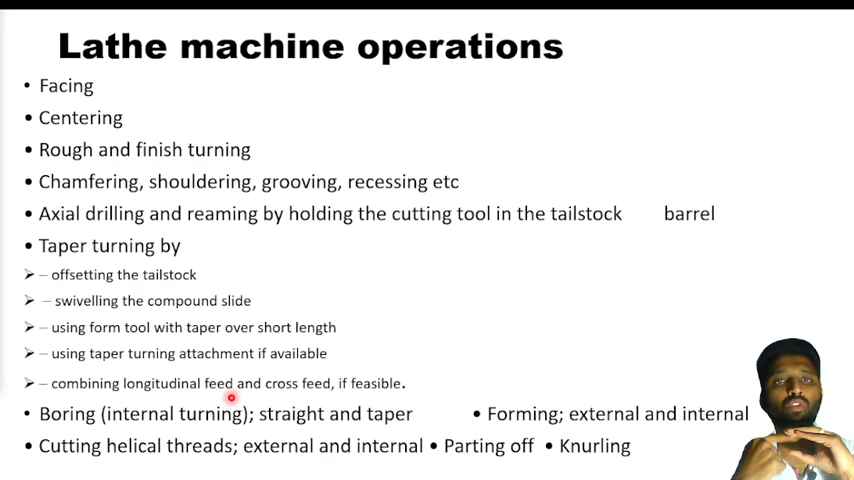 Lathe machine operations
• Facing
• Centering
• Rough and finish turning
• Chamfering, shouldering, grooving, recessing etc
• Axial drilling and reaming by holding the cutting tool in the tailstock barrel
• Taper turning by
➢ – offsetting the tailstock
➢ – swivelling the compound slide
➢ – using form tool with taper over short length
➢ – using taper turning attachment if available
➢ – combining longitudinal feed and cross feed, if feasible.
• Boring (internal turning); straight and taper • Forming; external and internal
• Cutting helical threads; external and internal • Parting off • Knurling